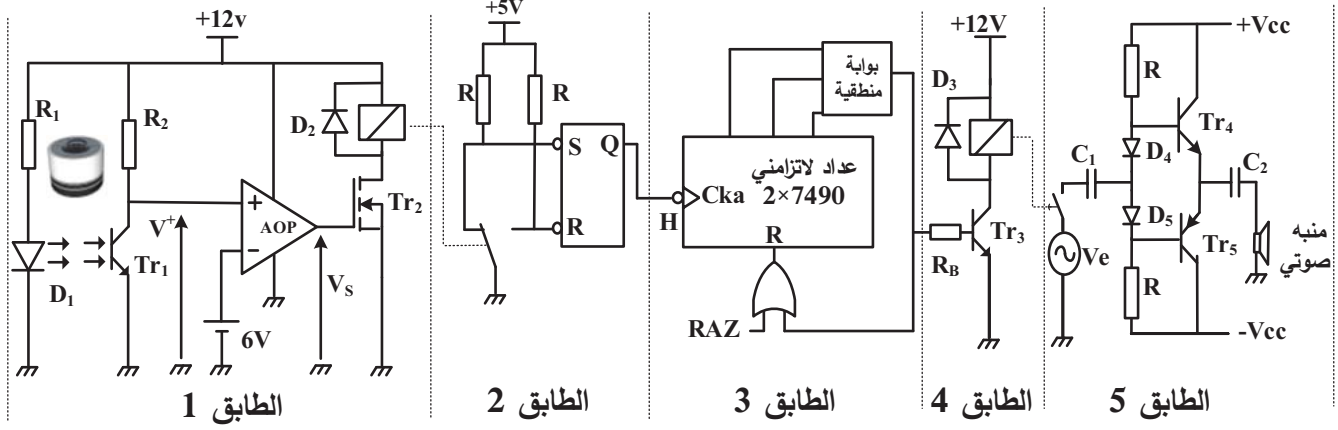 +12v
R₁
R₂
D₂
V⁺
+
−
AOP
Tr₂
Tr₁
D₁
Vₛ
6V
الطابق 1
+5V
R
R
S
Q
R
الطابق 2
بوابة
منطقية
عداد لاتزامني
2×7490
Cka
H
R
RAZ
الطابق 3
+12V
D₃
Tr₃
R_B
الطابق 4
+Vcc
R
Tr₄
D₄
C₁
C₂
D₅
Tr₅
Ve
منبه
صوتي
R
-Vcc
الطابق 5